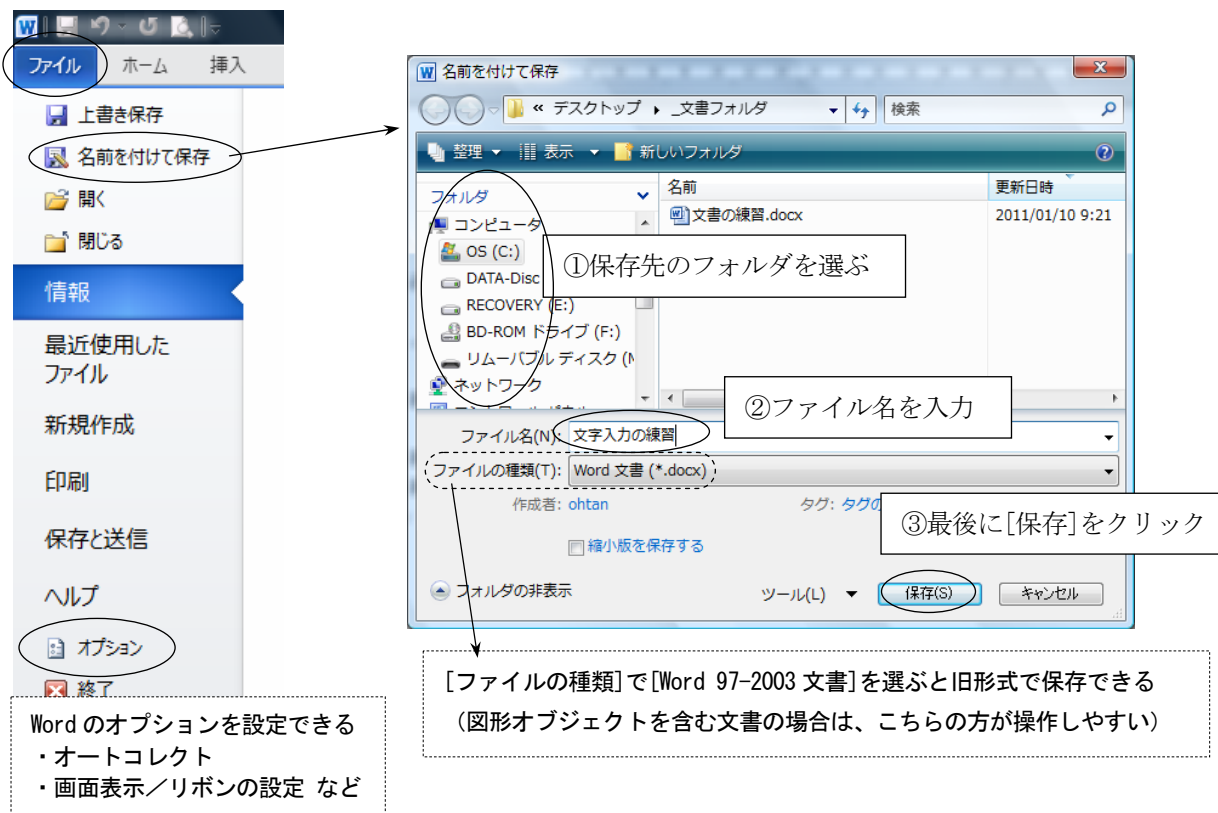 ファイル ホーム 挿入
上書き保存
名前を付けて保存
開く
閉じる
情報
最近使用した
ファイル
新規作成
印刷
保存と送信
ヘルプ
オプション
終了
Wordのオプションを設定できる
・オートコレクト
・画面表示／リボンの設定 など
名前を付けて保存
« デスクトップ ▸ _文書フォルダ 検索
整理 表示 新しいフォルダ
フォルダ 名前 更新日時
コンピュータ 文書の練習.docx 2011/01/10 9:21
OS (C:)
①保存先のフォルダを選ぶ
DATA-Disc
RECOVERY (E:)
BD-ROM ドライブ (F:)
リムーバブル ディスク (
ネットワーク
②ファイル名を入力
ファイル名(N): 文字入力の練習
ファイルの種類(T): Word 文書 (*.docx)
作成者: ohtan タグ: タグの
③最後に[保存]をクリック
縮小版を保存する
フォルダの非表示 ツール(L) 保存(S) キャンセル
[ファイルの種類]で[Word 97-2003 文書]を選ぶと旧形式で保存できる
（図形オブジェクトを含む文書の場合は、こちらの方が操作しやすい）